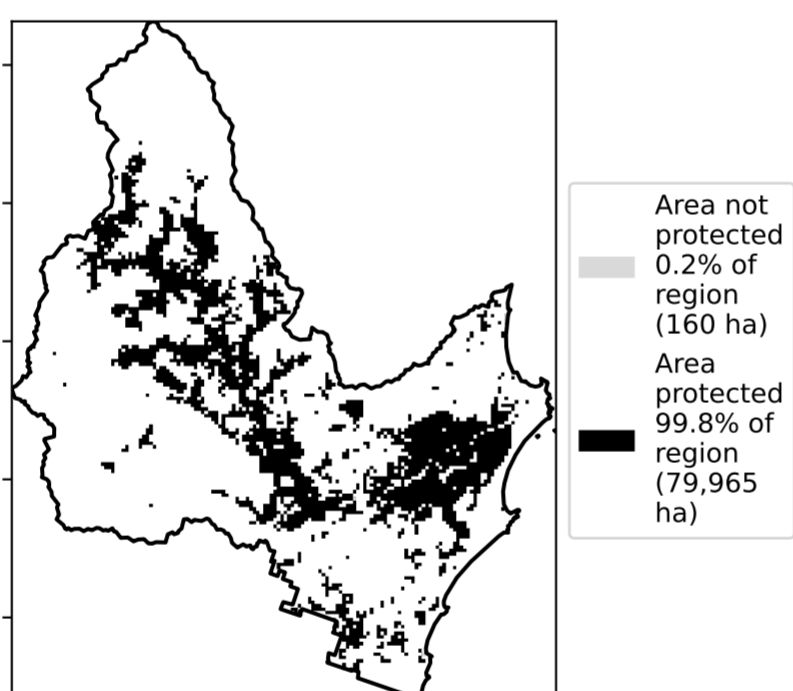 Area not
protected
0.2% of
region
(160 ha)
Area
protected
99.8% of
region
(79,965
ha)